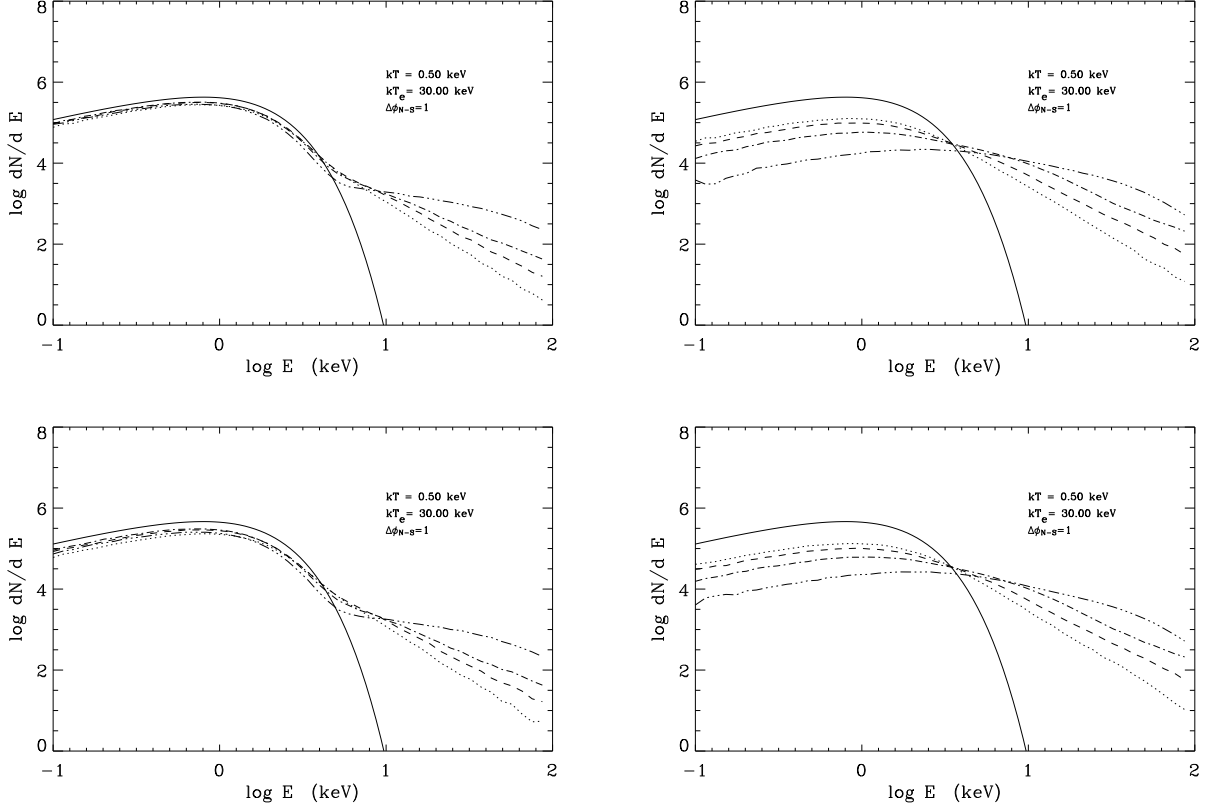 8
6
4
2
0
−1
0
1
2
log dN/d E
log E (keV)
kT = 0.50 keV
kTe= 30.00 keV
ΔϕN−S=1
8
6
4
2
0
−1
0
1
2
log dN/d E
log E (keV)
kT = 0.50 keV
kTe= 30.00 keV
ΔϕN−S=1
8
6
4
2
0
−1
0
1
2
log dN/d E
log E (keV)
kT = 0.50 keV
kTe= 30.00 keV
ΔϕN−S=1
8
6
4
2
0
−1
0
1
2
log dN/d E
log E (keV)
kT = 0.50 keV
kTe= 30.00 keV
ΔϕN−S=1